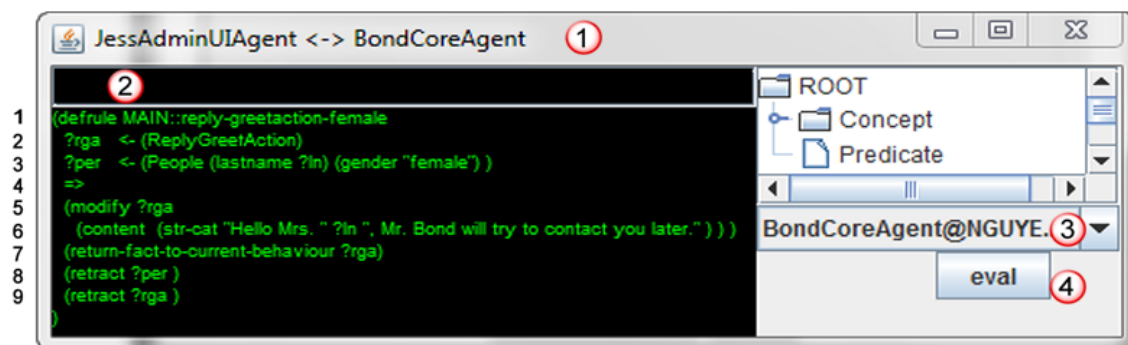 JessAdminUIAgent <-> BondCoreAgent 1
2
1 (defrule MAIN::reply-greetaction-female
2 ?rga <- (ReplyGreetAction)
3 ?per <- (People (lastname ?ln) (gender "female") )
4 =>
5 (modify ?rga
6 (content (str-cat "Hello Mrs. " ?ln ", Mr. Bond will try to contact you later." ) ) )
7 (return-fact-to-current-behaviour ?rga)
8 (retract ?per )
9 (retract ?rga )
)
ROOT
Concept
Predicate
BondCoreAgent@NGUYE. 3
eval
4